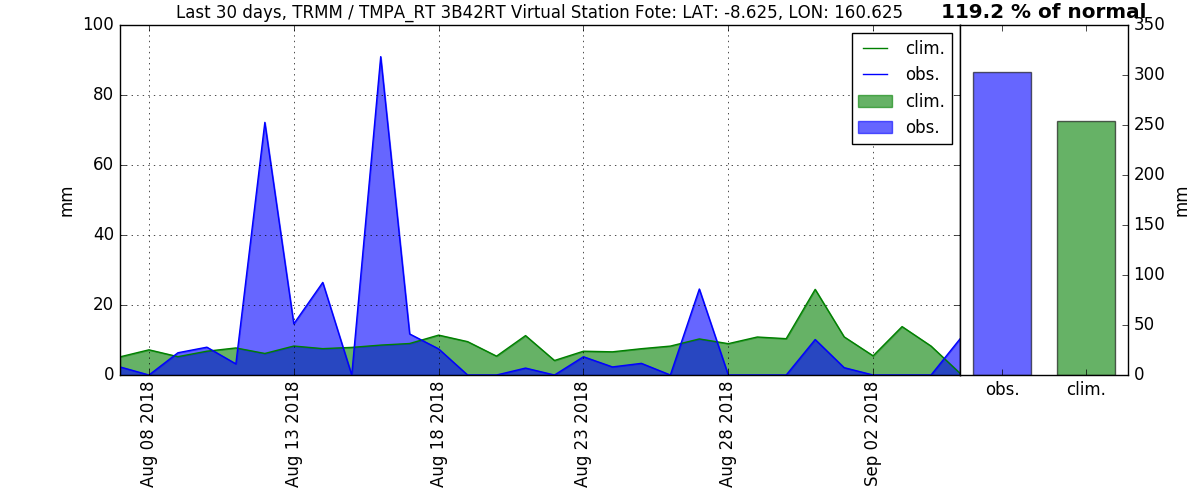 Last 30 days, TRMM / TMPA_RT 3B42RT Virtual Station Fote: LAT: -8.625, LON: 160.625
119.2 % of normal
100
80
60
40
20
0
mm
clim.
obs.
clim.
obs.
350
300
250
200
150
100
50
0
mm
Aug 08 2018
Aug 13 2018
Aug 18 2018
Aug 23 2018
Aug 28 2018
Sep 02 2018
obs.
clim.